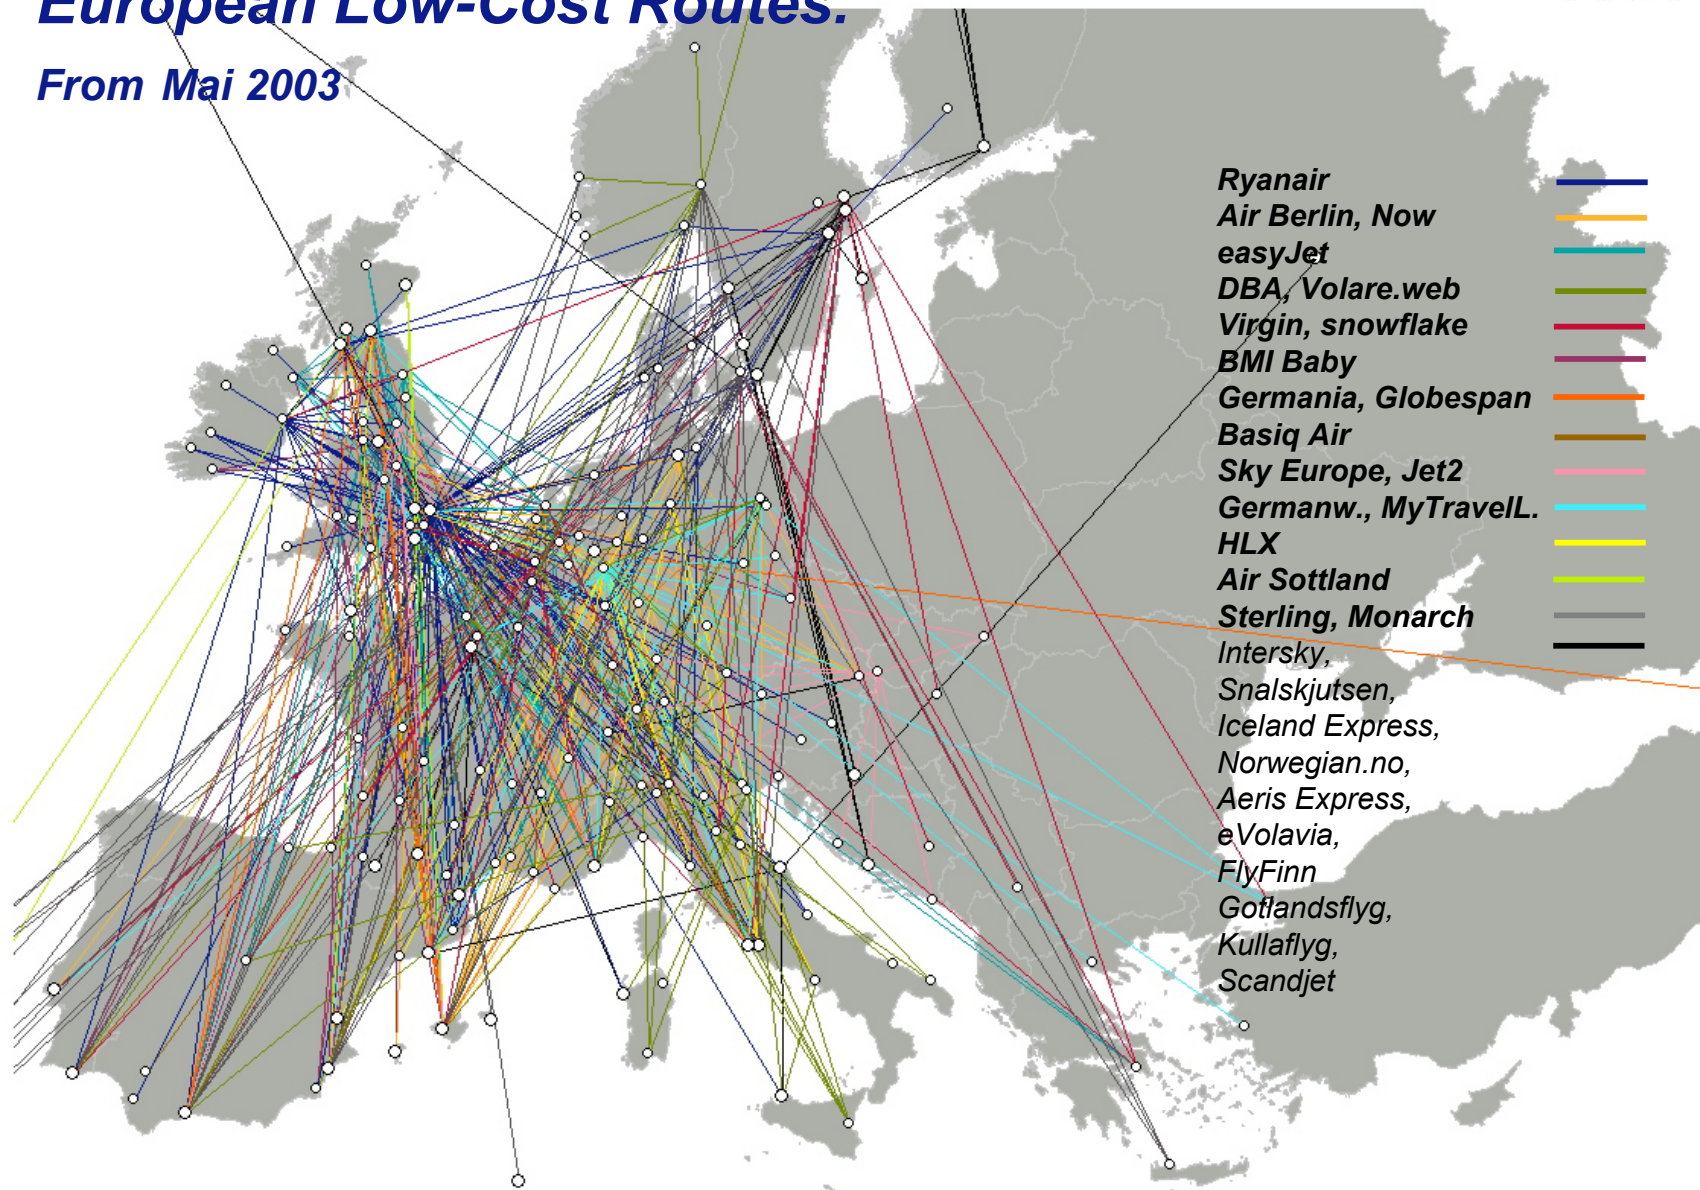 European Low-Cost Routes.
From Mai 2003
Ryanair
Air Berlin, Now
easyJet
DBA, Volare.web
Virgin, snowflake
BMI Baby
Germania, Globespan
Basiq Air
Sky Europe, Jet2
Germanw., MyTravelL.
HLX
Air Sottland
Sterling, Monarch
Intersky,
Snalskjutsen,
Iceland Express,
Norwegian.no,
Aeris Express,
eVolavia,
FlyFinn
Gotlandsflyg,
Kullaflyg,
Scandjet